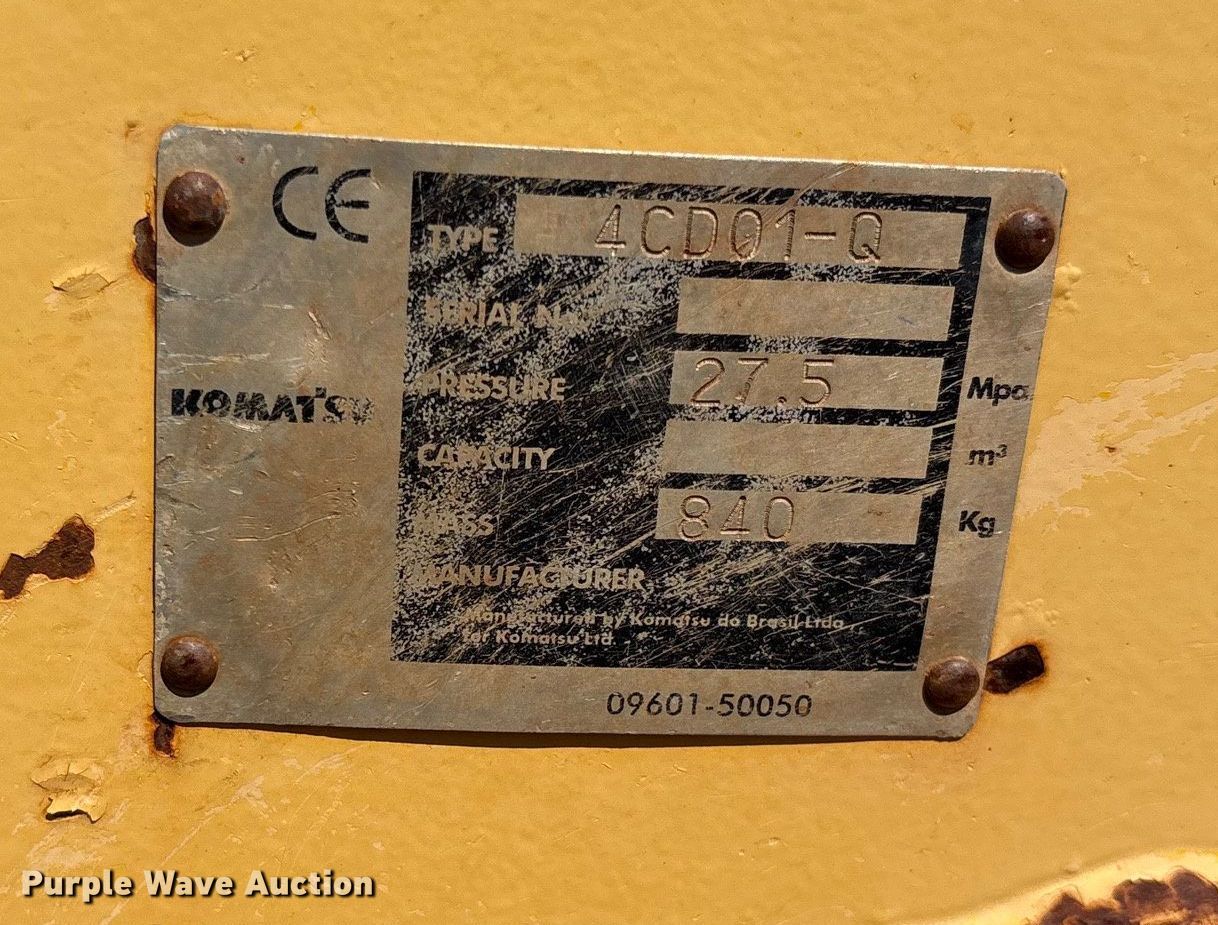 CE
TYPE 4CD01-Q
SERIAL No.
KOMATSU
PRESSURE 27.5 Mpa
CAPACITY m³
MASS 840 Kg
MANUFACTURER
Manufactured by Komatsu do Brasil Ltda.
for Komatsu Ltd.
09601-50050
Purple Wave Auction